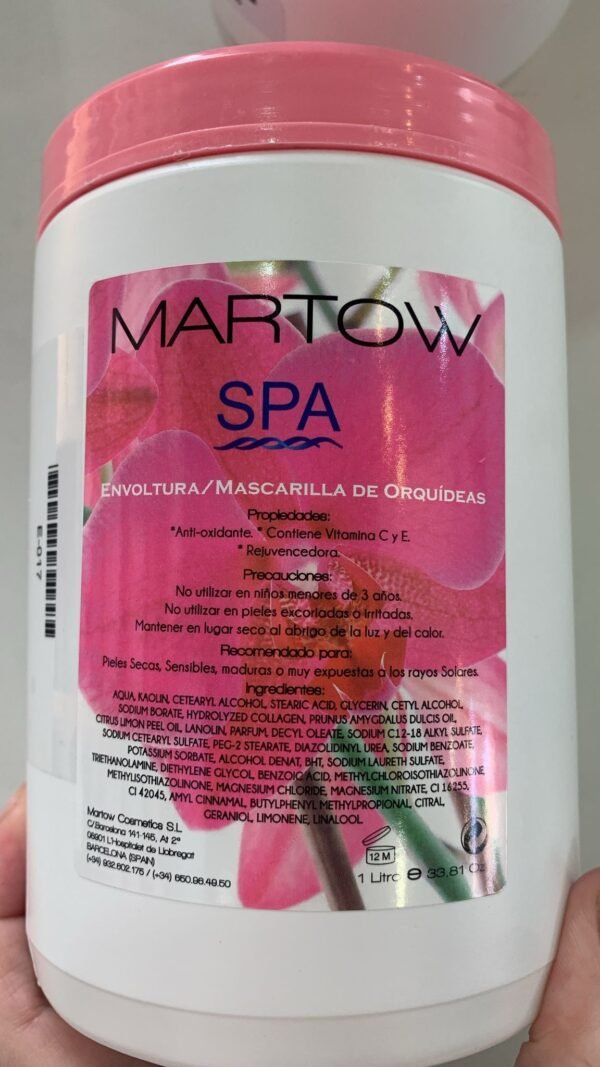 MARTOW
SPA
ENVOLTURA/MASCARILLA DE ORQUÍDEAS
Propiedades:
*Anti-oxidante. * Contiene Vitamina C y E.
* Rejuvencedora.
Precauciones:
No utilizar en niños menores de 3 años.
No utilizar en pieles excoriadas o irritadas.
Mantener en lugar seco al abrigo de la luz y del calor.
Recomendado para:
Pieles Secas, Sensibles, maduras o muy expuestas a los rayos Solares.
Ingredientes:
AQUA, KAOLIN, CETEARYL ALCOHOL, STEARIC ACID, GLYCERIN, CETYL ALCOHOL,
SODIUM BORATE, HYDROLYZED COLLAGEN, PRUNUS AMYGDALUS DULCIS OIL,
CITRUS LIMON PEEL OIL, LANOLIN, PARFUM, DECYL OLEATE, SODIUM C12-18 ALKYL SULFATE,
SODIUM CETEARYL SULFATE, PEG-2 STEARATE, DIAZOLIDINYL UREA, SODIUM BENZOATE,
POTASSIUM SORBATE, ALCOHOL DENAT, BHT, SODIUM LAURETH SULFATE,
TRIETHANOLAMINE, DIETHYLENE GLYCOL, BENZOIC ACID, METHYLCHLOROISOTHIAZOLINONE,
METHYLISOTHIAZOLINONE, MAGNESIUM CHLORIDE, MAGNESIUM NITRATE, CI 16255,
CI 42045, AMYL CINNAMAL, BUTYLPHENYL METHYLPROPIONAL, CITRAL,
GERANIOL, LIMONENE, LINALOOL
Martow Cosmetics S.L
C/ Barcelona 141-145, At 2ª
08901 L'Hospitalet de Llobregat
BARCELONA (SPAIN)
(+34) 932.602.175 / (+34) 650.96.49.50
12 M
1 Litro ℮ 33.81 Oz
E-017